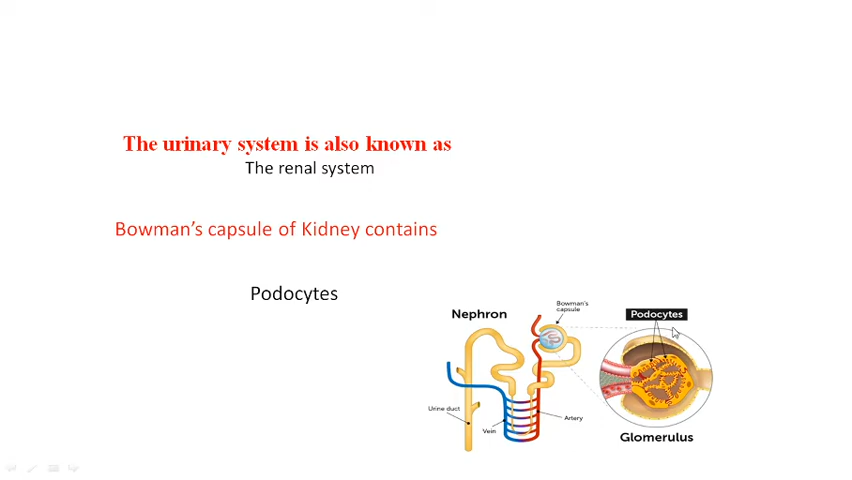 The urinary system is also known as
The renal system
Bowman's capsule of Kidney contains
Podocytes
Nephron
Bowman's
capsule
Podocytes
Urine duct
Vein
Artery
Glomerulus